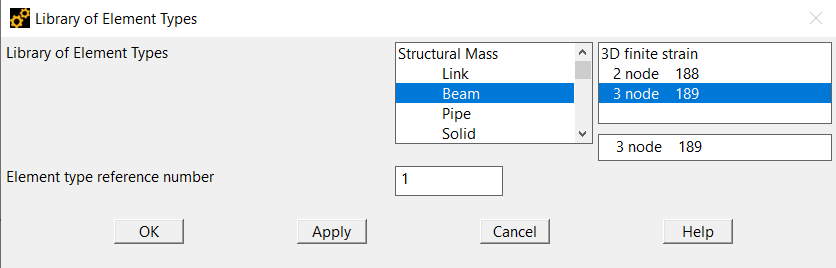 Library of Element Types
Library of Element Types
Structural Mass
Link
Beam
Pipe
Solid
3D finite strain
2 node 188
3 node 189
3 node 189
Element type reference number
1
OK
Apply
Cancel
Help